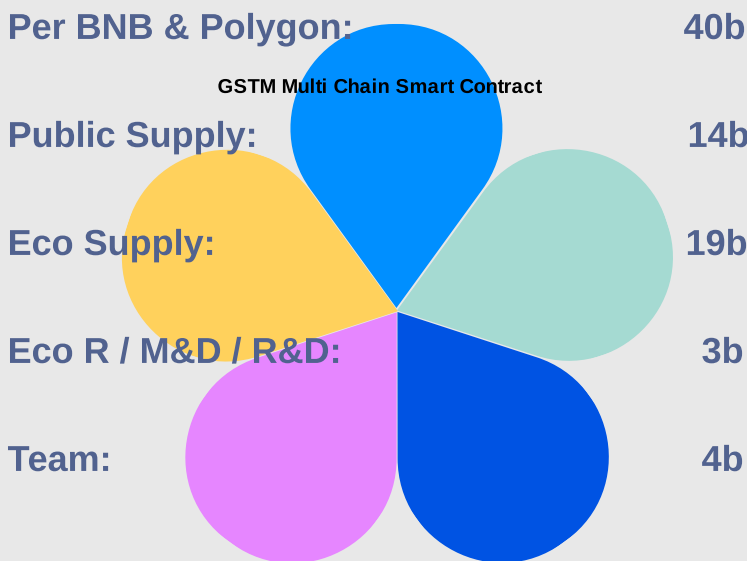 Per BNB & Polygon: 40b
GSTM Multi Chain Smart Contract
Public Supply: 14b
Eco Supply: 19b
Eco R / M&D / R&D: 3b
Team: 4b